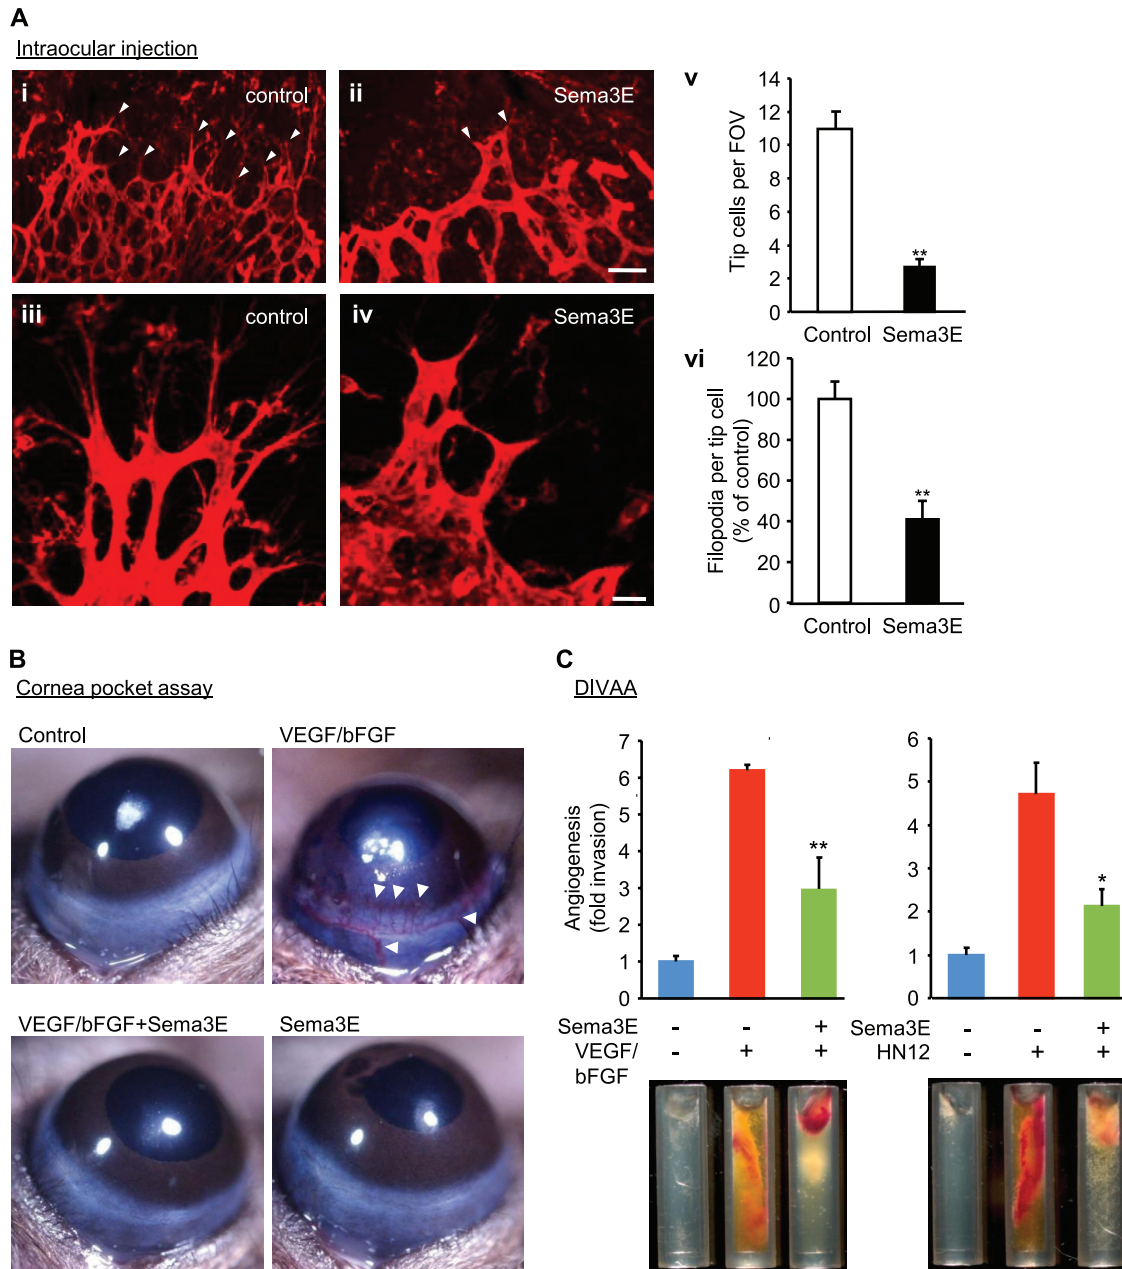 A
Intraocular injection
i
control
ii
Sema3E
iii
control
iv
Sema3E
v
14
12
10
8
6
4
2
0
Tip cells per FOV
**
Control Sema3E
vi
120
100
80
60
40
20
0
Filopodia per tip cell
(% of control)
**
Control Sema3E
B
Cornea pocket assay
Control
VEGF/bFGF
VEGF/bFGF+Sema3E
Sema3E
C
DIVAA
7
6
5
4
3
2
1
0
Angiogenesis
(fold invasion)
**
Sema3E - - +
VEGF/ - + +
bFGF
6
5
4
3
2
1
0
*
Sema3E - - +
HN12 - + +